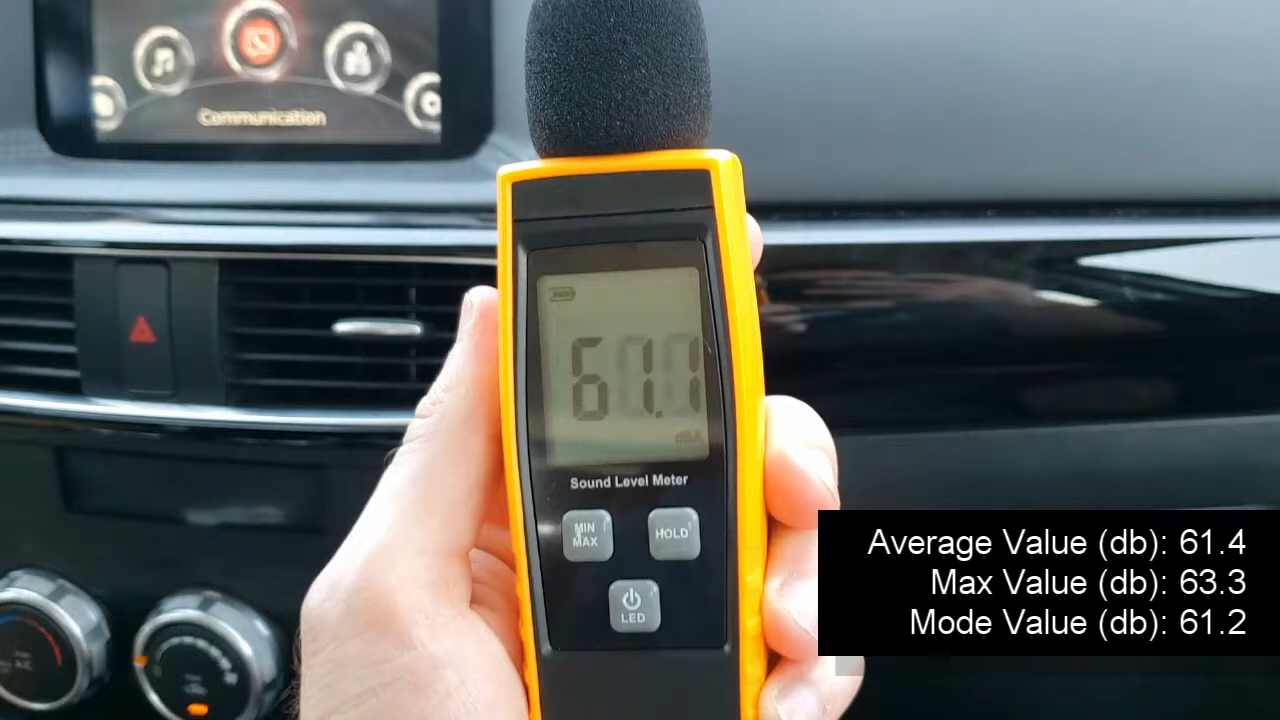 Communication
61.1
dBA
Sound Level Meter
MIN
MAX
HOLD
LED
Average Value (db): 61.4
Max Value (db): 63.3
Mode Value (db): 61.2